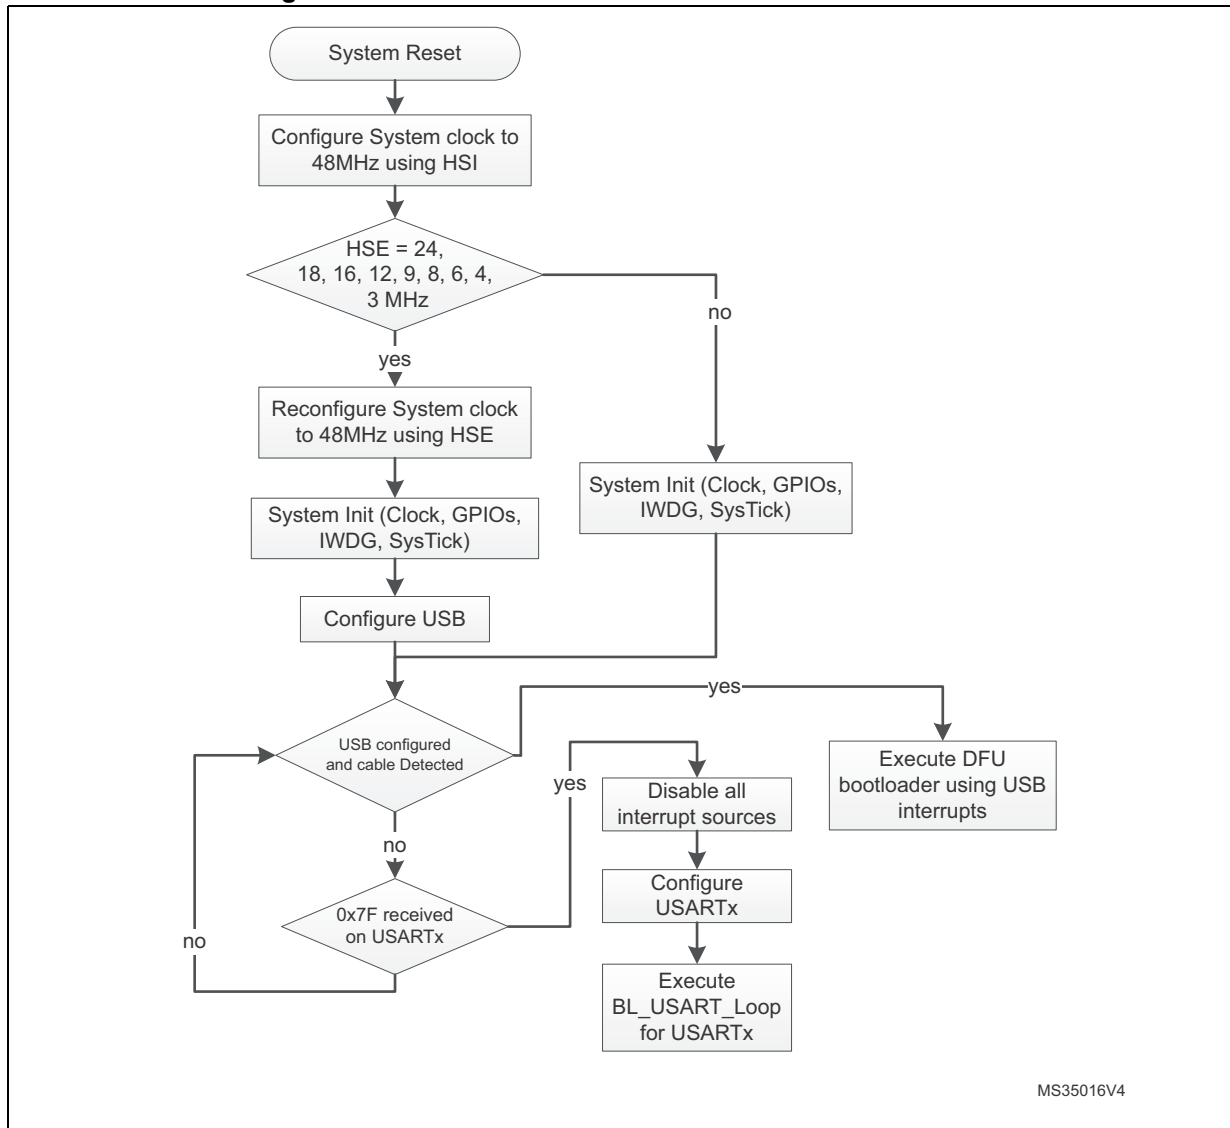 System Reset
Configure System clock to
48MHz using HSI
HSE = 24,
18, 16, 12, 9, 8, 6, 4,
3 MHz
no
yes
Reconfigure System clock
to 48MHz using HSE
System Init (Clock, GPIOs,
IWDG, SysTick)
System Init (Clock, GPIOs,
IWDG, SysTick)
Configure USB
yes
USB configured
and cable Detected
yes
Disable all
interrupt sources
Execute DFU
bootloader using USB
interrupts
no
Configure
USARTx
0x7F received
on USARTx
no
Execute
BL_USART_Loop
for USARTx
MS35016V4